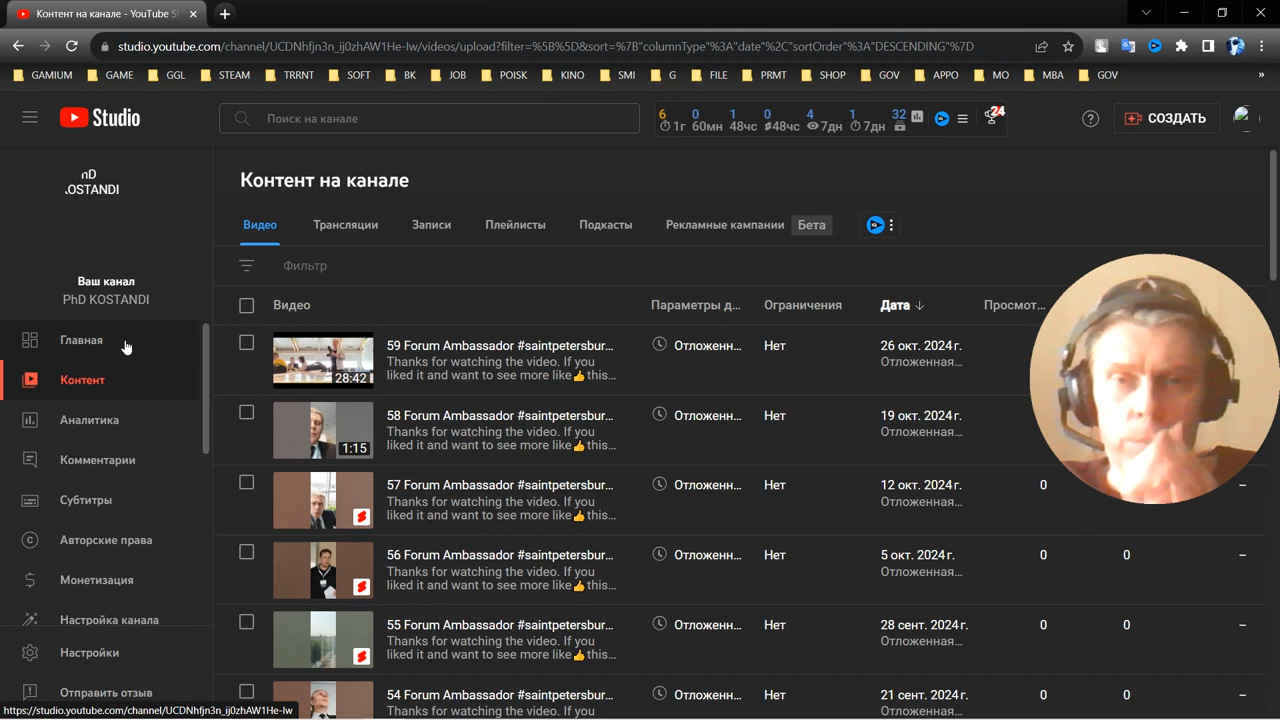 Контент на канале - YouTube St
studio.youtube.com/channel/UCDNhfjn3n_ij0zhAW1He-Iw/videos/upload?filter=%5B%5D&sort=%7B"columnType"%3A"date"%2C"sortOrder"%3A"DESCENDING"%7D
GAMIUM GAME GGL STEAM TRRNT SOFT BK JOB POISK KINO SMI G FILE PRMT SHOP GOV APPO MO MBA GOV »
Studio
Поиск на канале
6 0 1 0 4 1 32
1г 60мн 48чс 48чс 7дн 7дн
24
СОЗДАТЬ
nD
OSTANDI
Ваш канал
PhD KOSTANDI
Главная
Контент
Аналитика
Комментарии
Субтитры
Авторские права
Монетизация
Настройка канала
Настройки
Отправить отзыв
Контент на канале
Видео Трансляции Записи Плейлисты Подкасты Рекламные кампании Бета
Фильтр
Видео Параметры д... Ограничения Дата Просмот...
28:42
59 Forum Ambassador #saintpetersbur... Отложенн... Нет 26 окт. 2024 г.
Thanks for watching the video. If you Отложенная...
liked it and want to see more like👍this...
1:15
58 Forum Ambassador #saintpetersbur... Отложенн... Нет 19 окт. 2024 г.
Thanks for watching the video. If you Отложенная...
liked it and want to see more like👍this...
57 Forum Ambassador #saintpetersbur... Отложенн... Нет 12 окт. 2024 г. 0 –
Thanks for watching the video. If you Отложенная...
liked it and want to see more like👍this...
56 Forum Ambassador #saintpetersbur... Отложенн... Нет 5 окт. 2024 г. 0 0 –
Thanks for watching the video. If you Отложенная...
liked it and want to see more like👍this...
55 Forum Ambassador #saintpetersbur... Отложенн... Нет 28 сент. 2024 г. 0 0 –
Thanks for watching the video. If you Отложенная...
liked it and want to see more like👍this...
54 Forum Ambassador #saintpetersbur... Отложенн... Нет 21 сент. 2024 г. 0 0 –
Thanks for watching the video. If you Отложенная...
https://studio.youtube.com/channel/UCDNhfjn3n_ij0zhAW1He-Iw